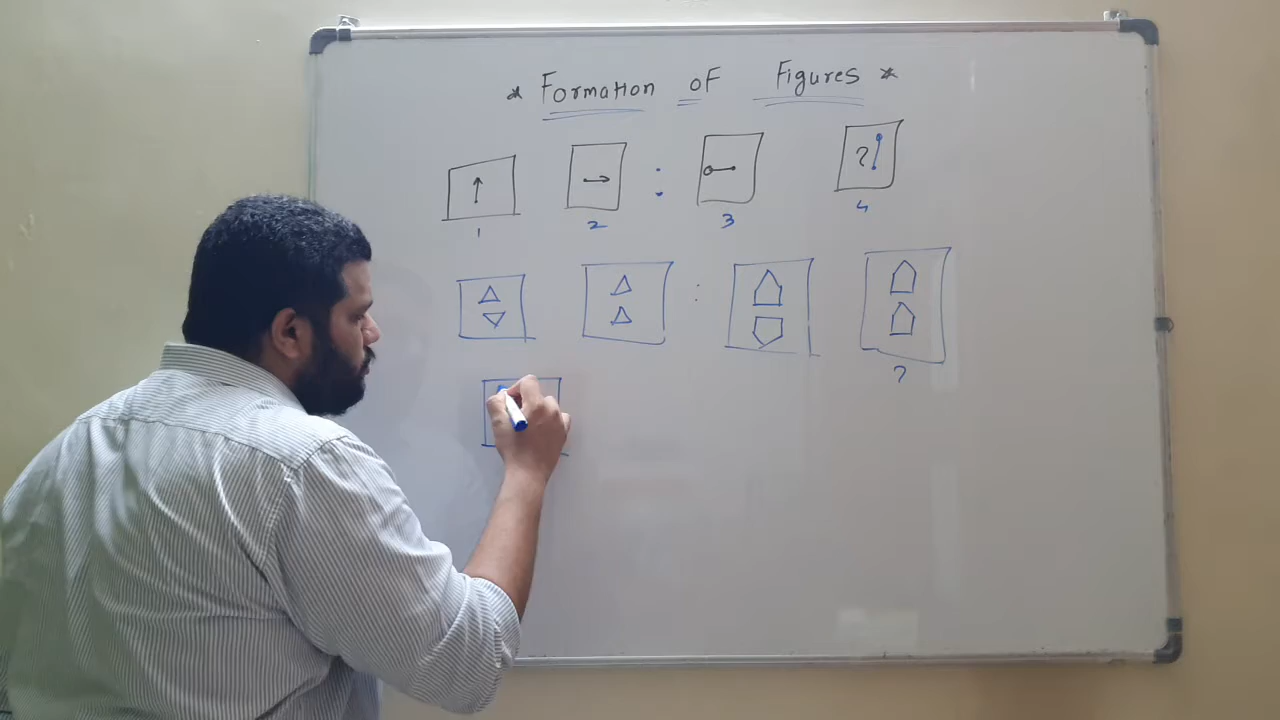 * Formation of Figures *
?
1 2 : 3 4
:
?